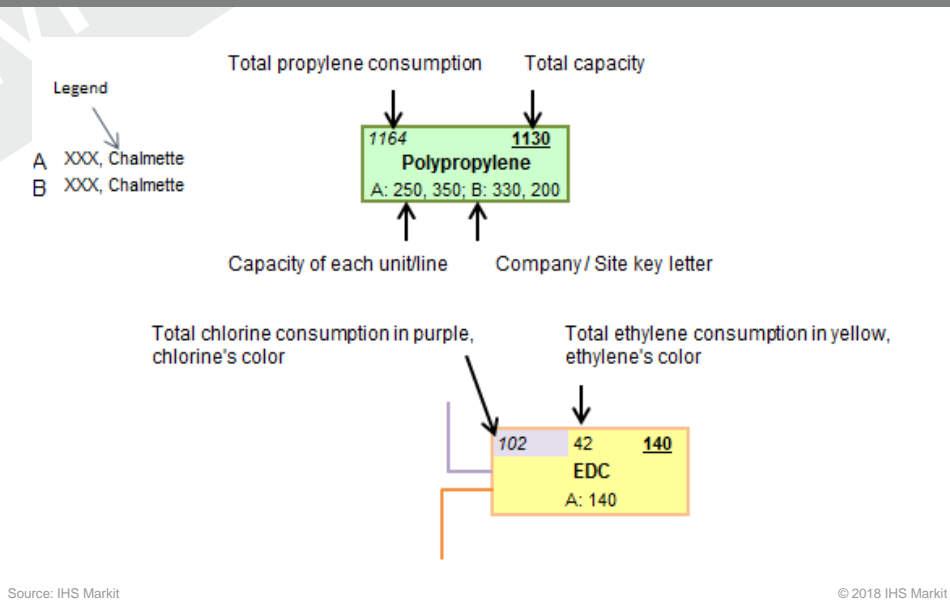 Total propylene consumption
Total capacity
Legend
A XXX, Chalmette
B XXX, Chalmette
1164 1130
Polypropylene
A: 250, 350; B: 330, 200
Capacity of each unit/line
Company/ Site key letter
Total chlorine consumption in purple,
chlorine's color
Total ethylene consumption in yellow,
ethylene's color
102 42 140
EDC
A: 140
Source: IHS Markit
© 2018 IHS Markit